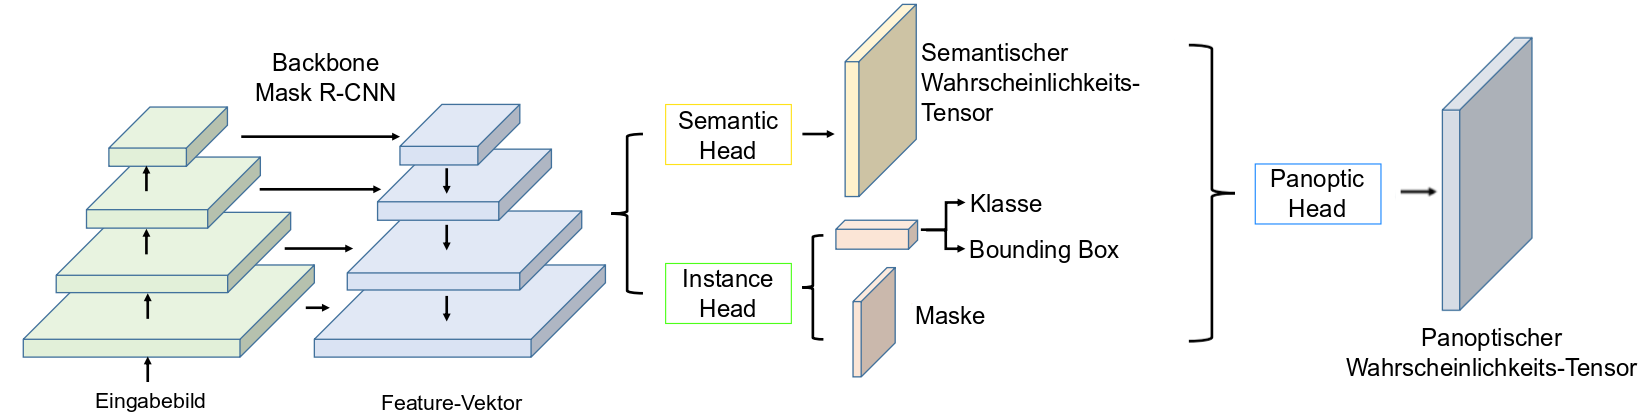 Backbone
Mask R-CNN
Eingabebild
Feature-Vektor
Semantic
Head
Semantischer
Wahrscheinlichkeits-
Tensor
Instance
Head
Klasse
Bounding Box
Maske
Panoptic
Head
Panoptischer
Wahrscheinlichkeits-Tensor